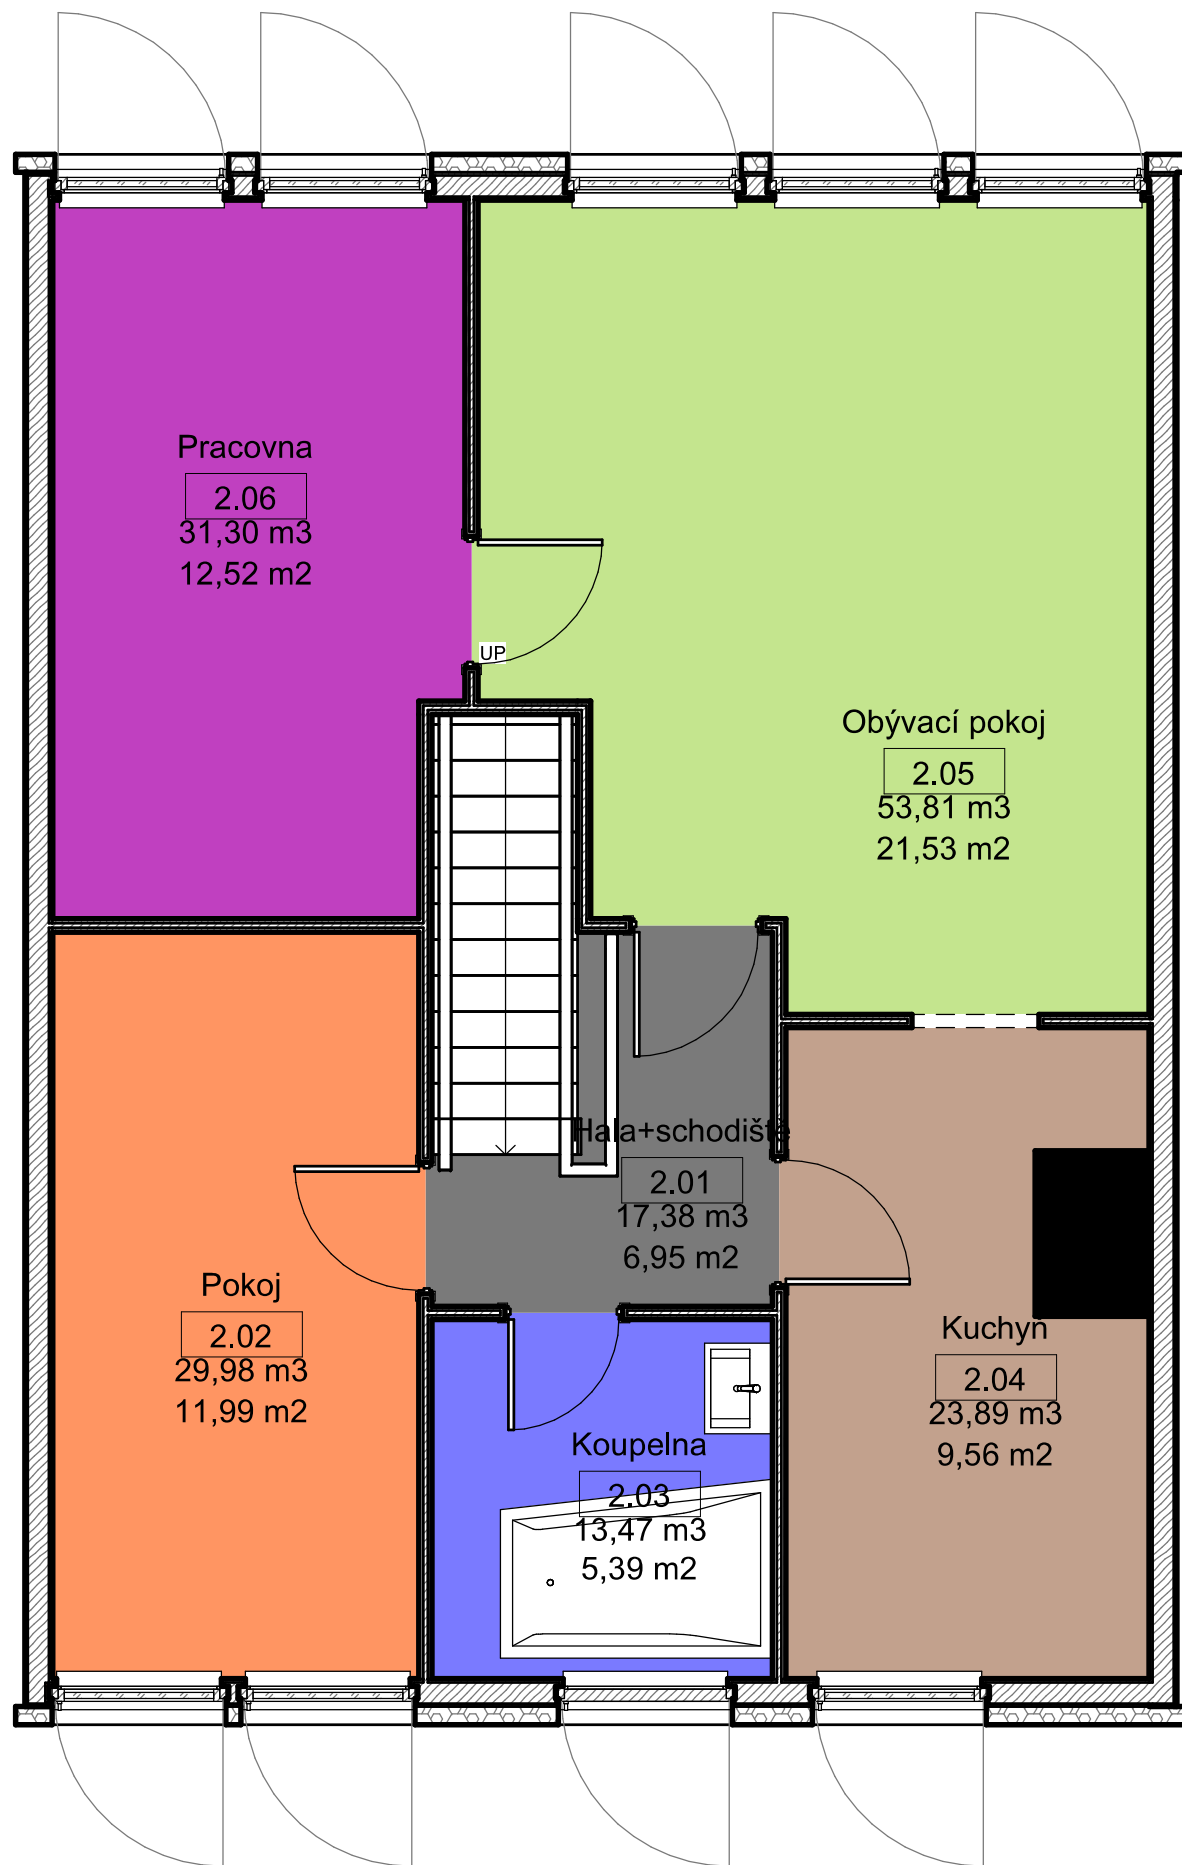 Pracovna
2.06
31,30 m3
12,52 m2
UP
Obývací pokoj
2.05
53,81 m3
21,53 m2
Hala+schodiště
2.01
17,38 m3
6,95 m2
Pokoj
2.02
29,98 m3
11,99 m2
Kuchyň
2.04
23,89 m3
9,56 m2
Koupelna
2.03
13,47 m3
5,39 m2